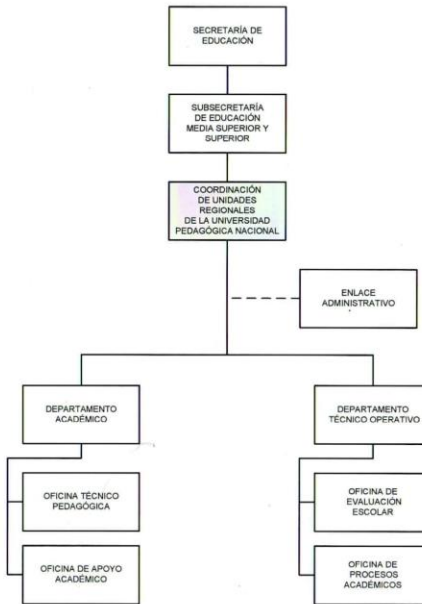 SECRETARÍA DE
EDUCACIÓN
SUBSECRETARÍA
DE EDUCACIÓN
MEDIA SUPERIOR Y
SUPERIOR
COORDINACIÓN
DE UNIDADES
REGIONALES
DE LA UNIVERSIDAD
PEDAGÓGICA NACIONAL
ENLACE
ADMINISTRATIVO
DEPARTAMENTO
ACADÉMICO
OFICINA TÉCNICO
PEDAGÓGICA
OFICINA DE APOYO
ACADÉMICO
DEPARTAMENTO
TÉCNICO OPERATIVO
OFICINA DE
EVALUACIÓN
ESCOLAR
OFICINA DE
PROCESOS
ACADÉMICOS